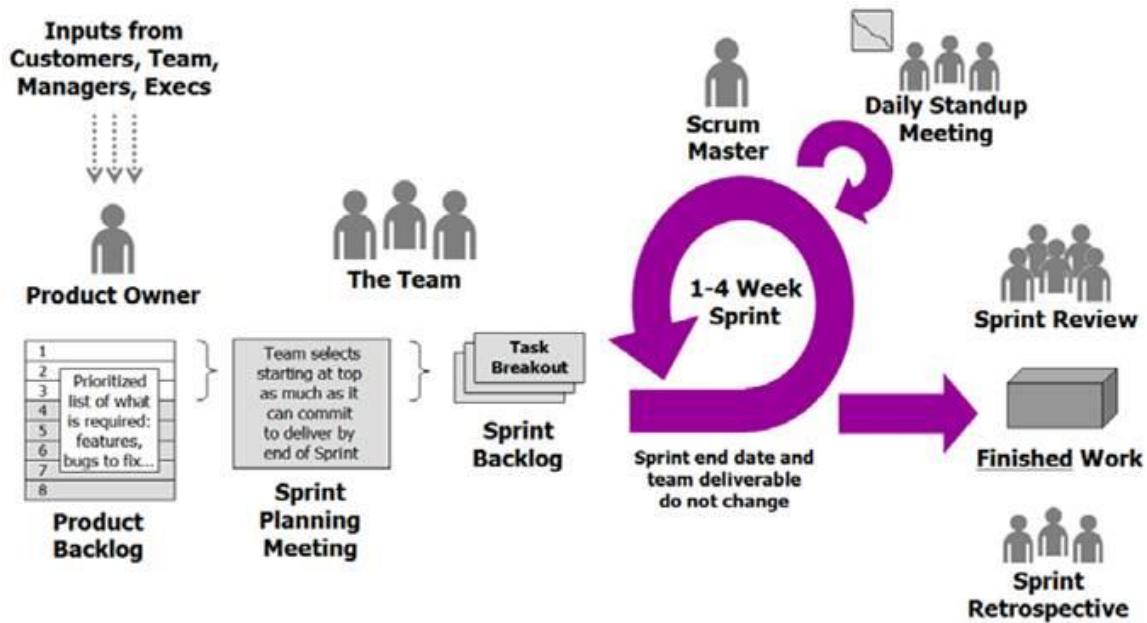 Inputs from
Customers, Team,
Managers, Execs
Product Owner
The Team
Scrum
Master
Daily Standup
Meeting
1-4 Week
Sprint
Sprint Review
1
2
3
4
5
6
7
8
Prioritized
list of what
is required:
features,
bugs to fix...
Product
Backlog
Team selects
starting at top
as much as it
can commit
to deliver by
end of Sprint
Sprint
Planning
Meeting
Task
Breakout
Sprint
Backlog
Sprint end date and
team deliverable
do not change
Finished Work
Sprint
Retrospective